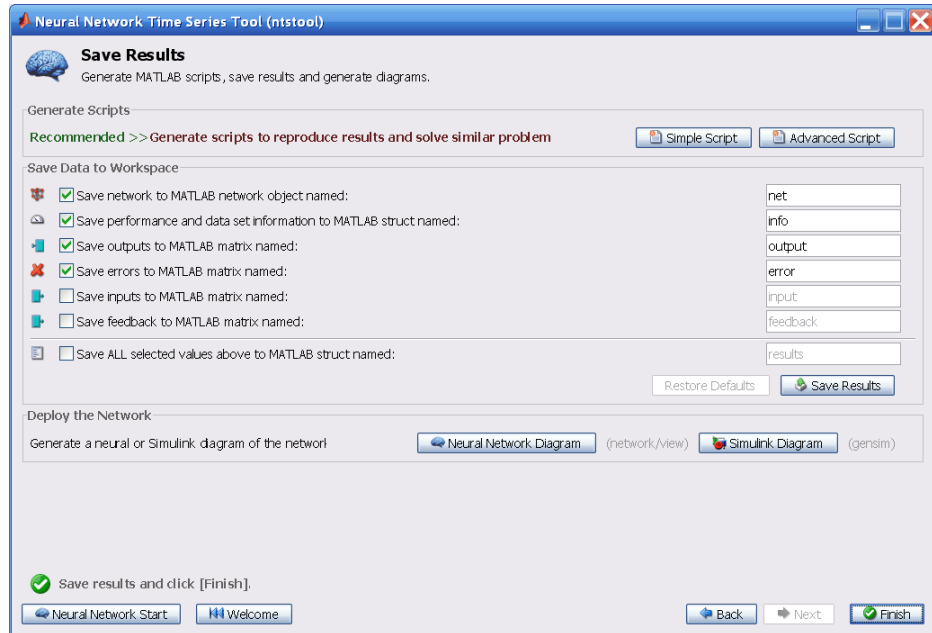 Neural Network Time Series Tool (ntstool)
Save Results
Generate MATLAB scripts, save results and generate diagrams.
Generate Scripts
Recommended >> Generate scripts to reproduce results and solve similar problem Simple Script Advanced Script
Save Data to Workspace
Save network to MATLAB network object named: net
Save performance and data set information to MATLAB struct named: info
Save outputs to MATLAB matrix named: output
Save errors to MATLAB matrix named: error
Save inputs to MATLAB matrix named: input
Save feedback to MATLAB matrix named: feedback
Save ALL selected values above to MATLAB struct named: results
Restore Defaults Save Results
Deploy the Network
Generate a neural or Simulink diagram of the network Neural Network Diagram (network/view) Simulink Diagram (gensim)
Save results and click [Finish].
Neural Network Start Welcome Back Next Finish